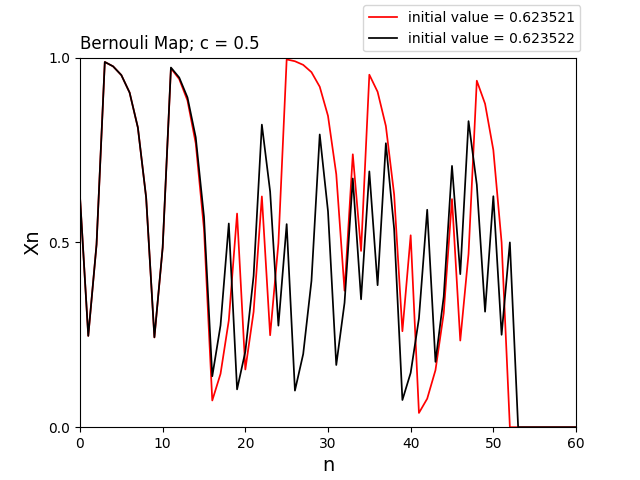 initial value = 0.623521
initial value = 0.623522
Bernouli Map; c = 0.5
1.0
Xn
0.5
0.0
0 10 20 30 40 50 60
n